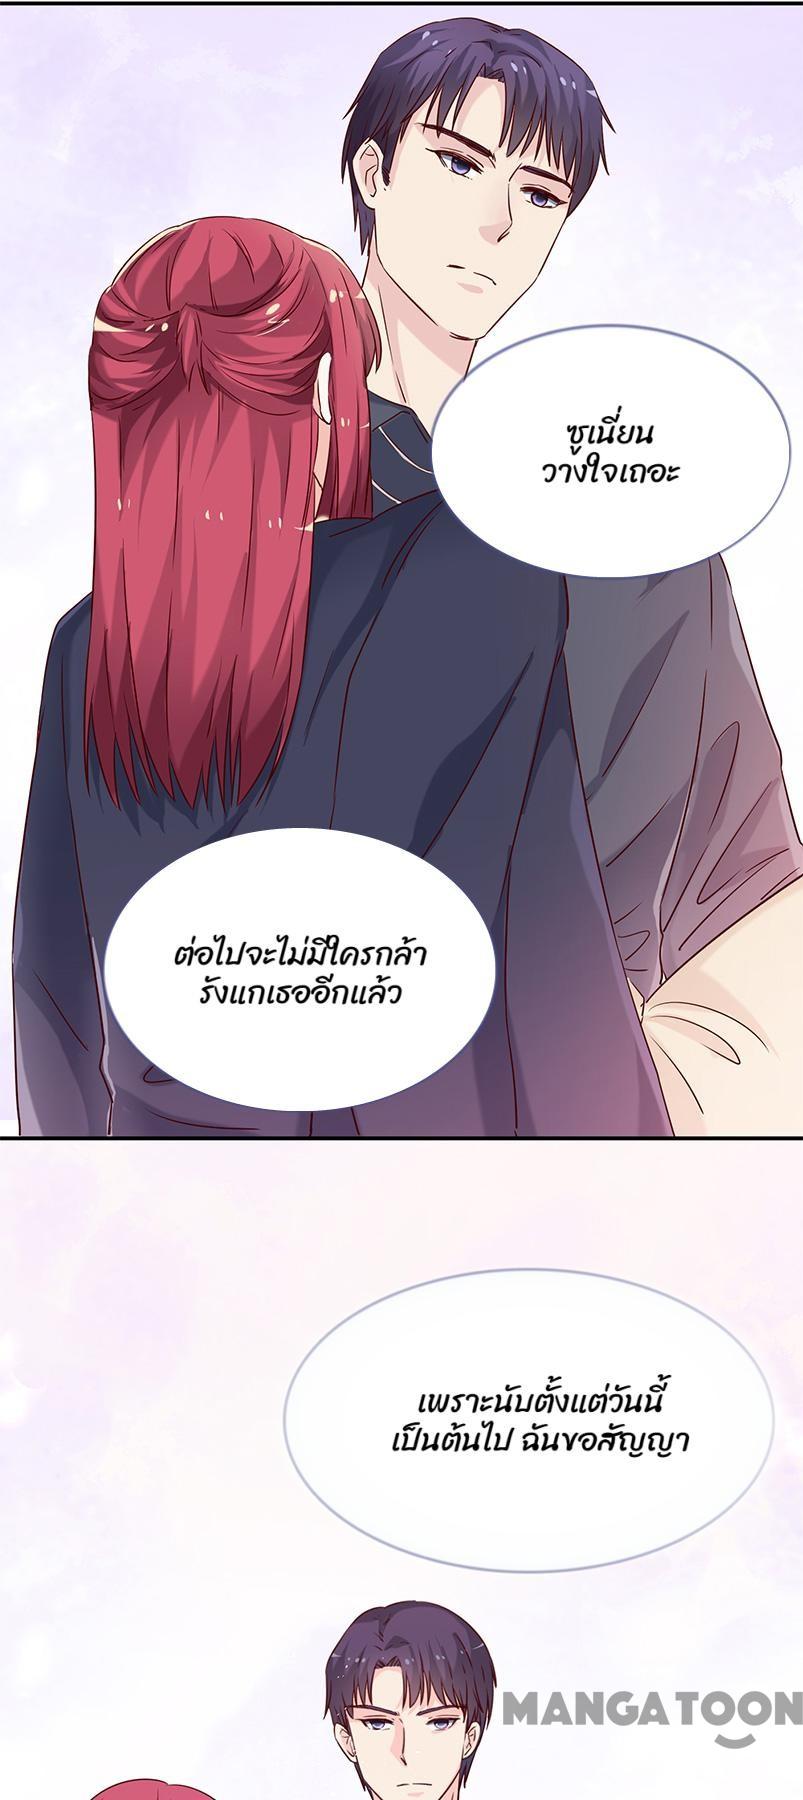 ซูเนี่ยน
วางใจเถอะ
ต่อไปจะไม่มีใครกล้า
รังแกเธออีกแล้ว
เพราะนับตั้งแต่วันนี้
เป็นต้นไป ฉันขอสัญญา
MANGATOON